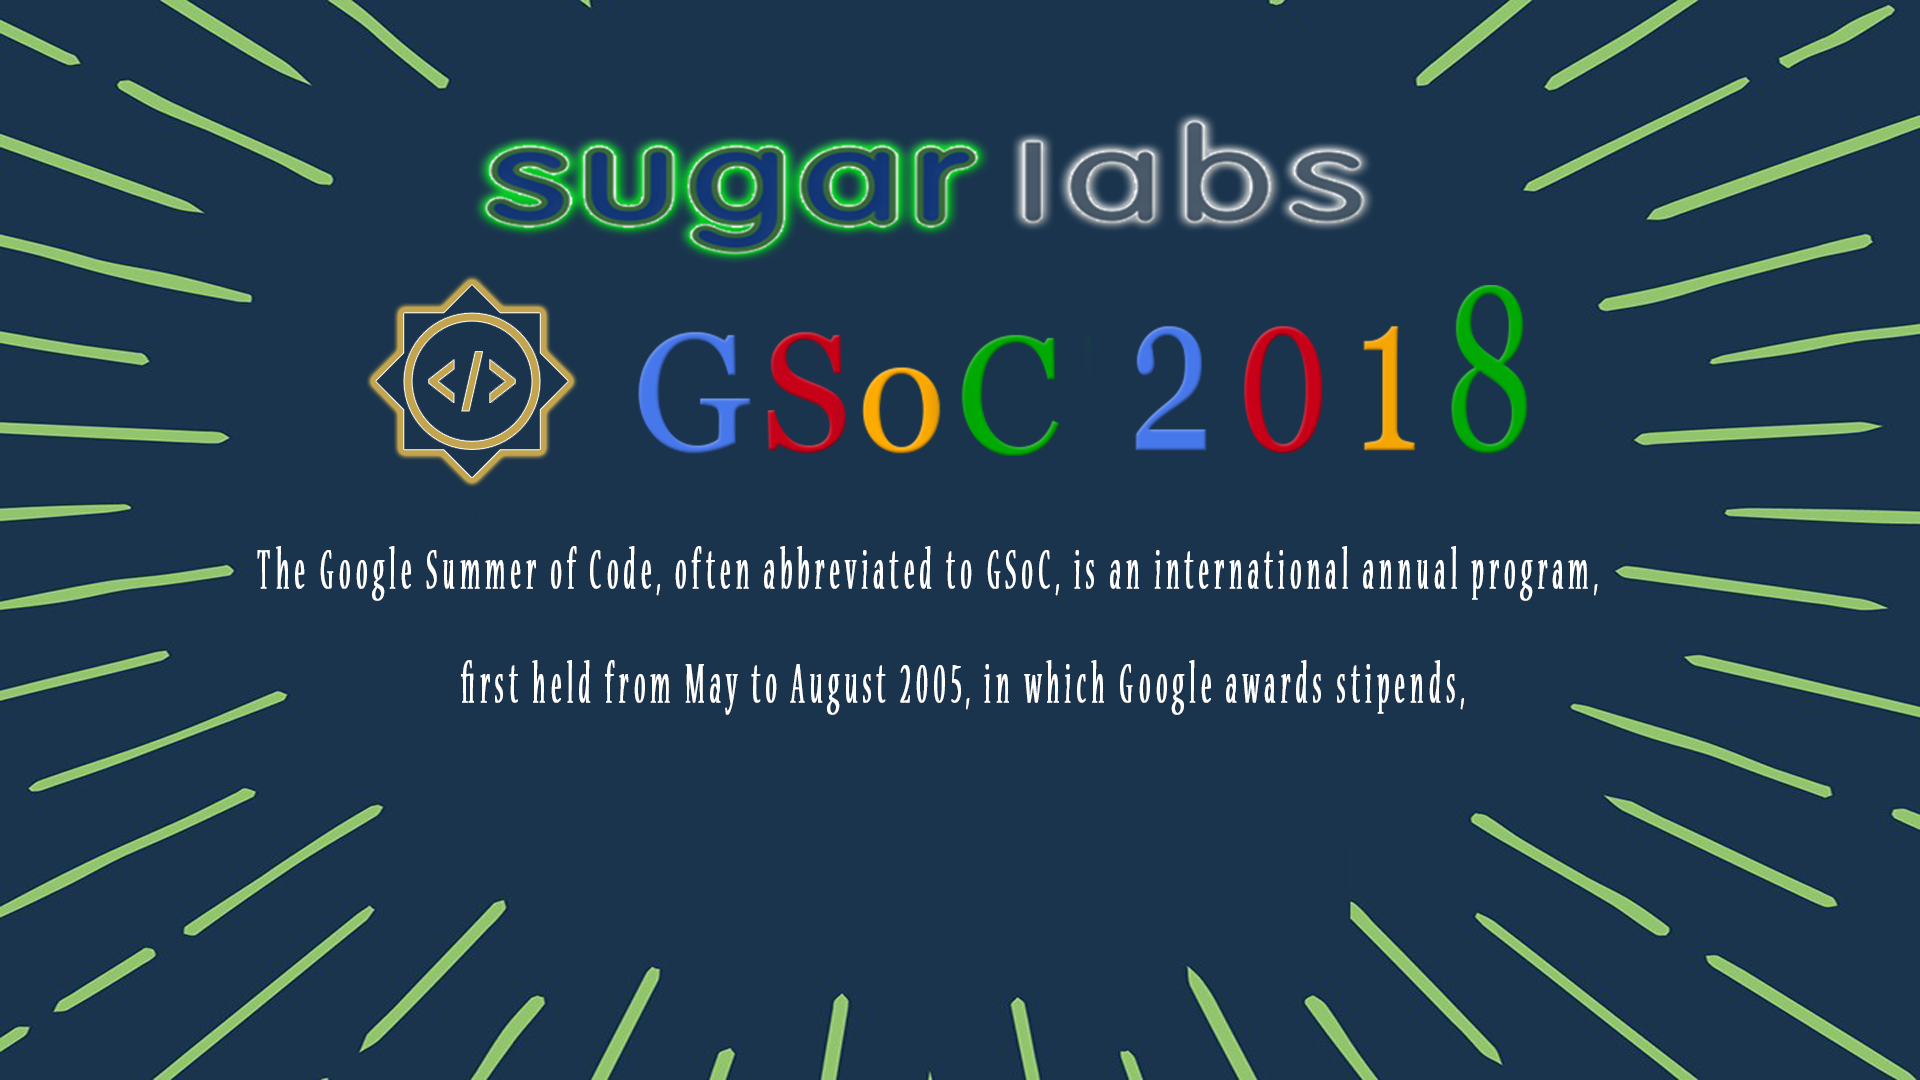 sugar labs
</>
GSoC 2018
The Google Summer of Code, often abbreviated to GSoC, is an international annual program,
first held from May to August 2005, in which Google awards stipends,